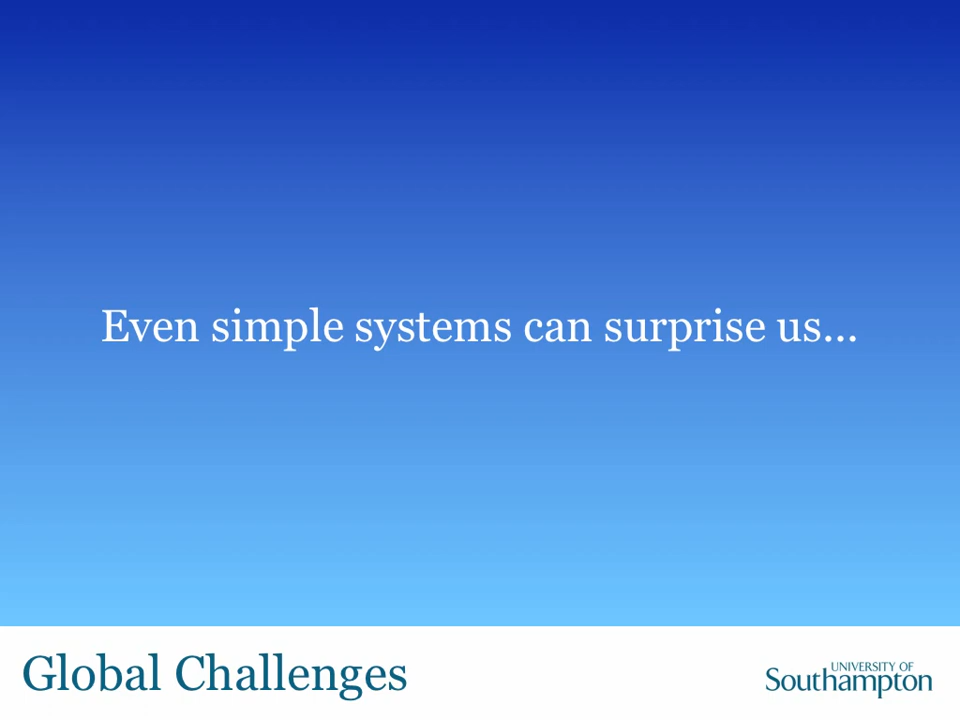 Even simple systems can surprise us...
Global Challenges
UNIVERSITY OF
Southampton